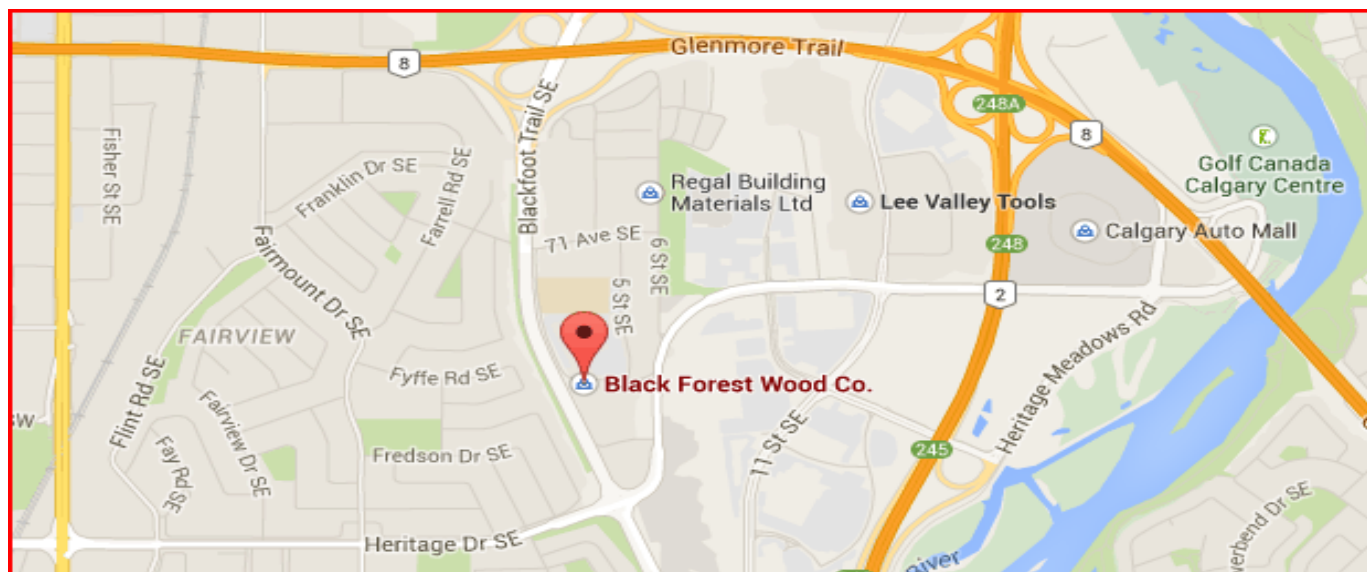 Glenmore Trail
8
248A
8
Golf Canada
Calgary Centre
Fisher St SE
Franklin Dr SE
Farrell Rd SE
Blackfoot Trail SE
Regal Building
Materials Ltd
Lee Valley Tools
Calgary Auto Mall
71 Ave SE
6 St SE
248
2
5 St SE
Fairmount Dr SE
FAIRVIEW
Fyffe Rd SE
Black Forest Wood Co.
Heritage Meadows Rd
Flint Rd SE
Fairview Dr SE
SW
Fay Rd
SE
Fredson Dr SE
11 St SE
245
Heritage Dr SE
River
verbend Dr SE